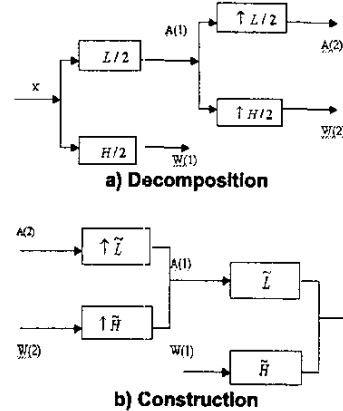 ↑ L/2
A(1)
A(2)
L/2
X
↑ H/2
W(2)
H/2
W(1)
a) Decomposition
A(2)
↑ L̃
A(1)
L̃
↑ H̃
W(2)
W(1)
H̃
b) Construction